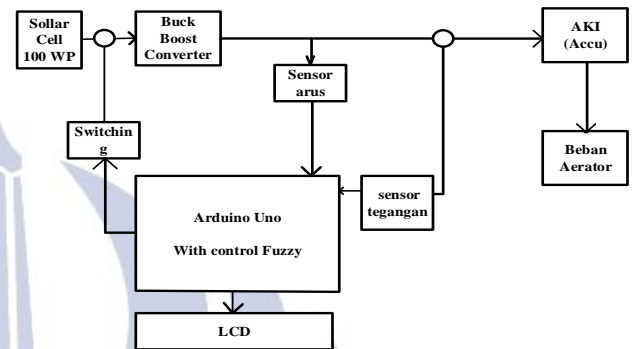 Sollar
Cell
100 WP
Buck
Boost
Converter
AKI
(Accu)
Sensor
arus
Switchin
g
Beban
Aerator
sensor
tegangan
Arduino Uno
With control Fuzzy
LCD